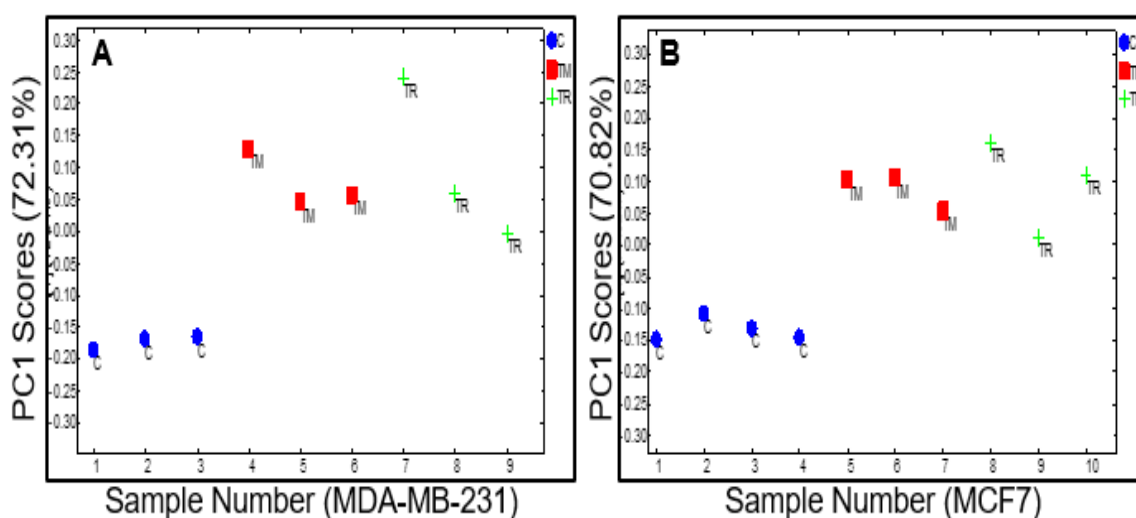 A
PC1 Scores (72.31%)
0.30
0.25
0.20
0.15
0.10
0.05
0.00
-0.05
-0.10
-0.15
-0.20
-0.25
-0.30
C
C
C
TM
TM
TM
TR
TR
TR
C
TM
TR
1 2 3 4 5 6 7 8 9
Sample Number (MDA-MB-231)
B
PC1 Scores (70.82%)
0.30
0.25
0.20
0.15
0.10
0.05
0.00
-0.05
-0.10
-0.15
-0.20
-0.25
-0.30
C
C
C
C
TM
TM
TM
TR
TR
TR
C
1 2 3 4 5 6 7 8 9 10
Sample Number (MCF7)